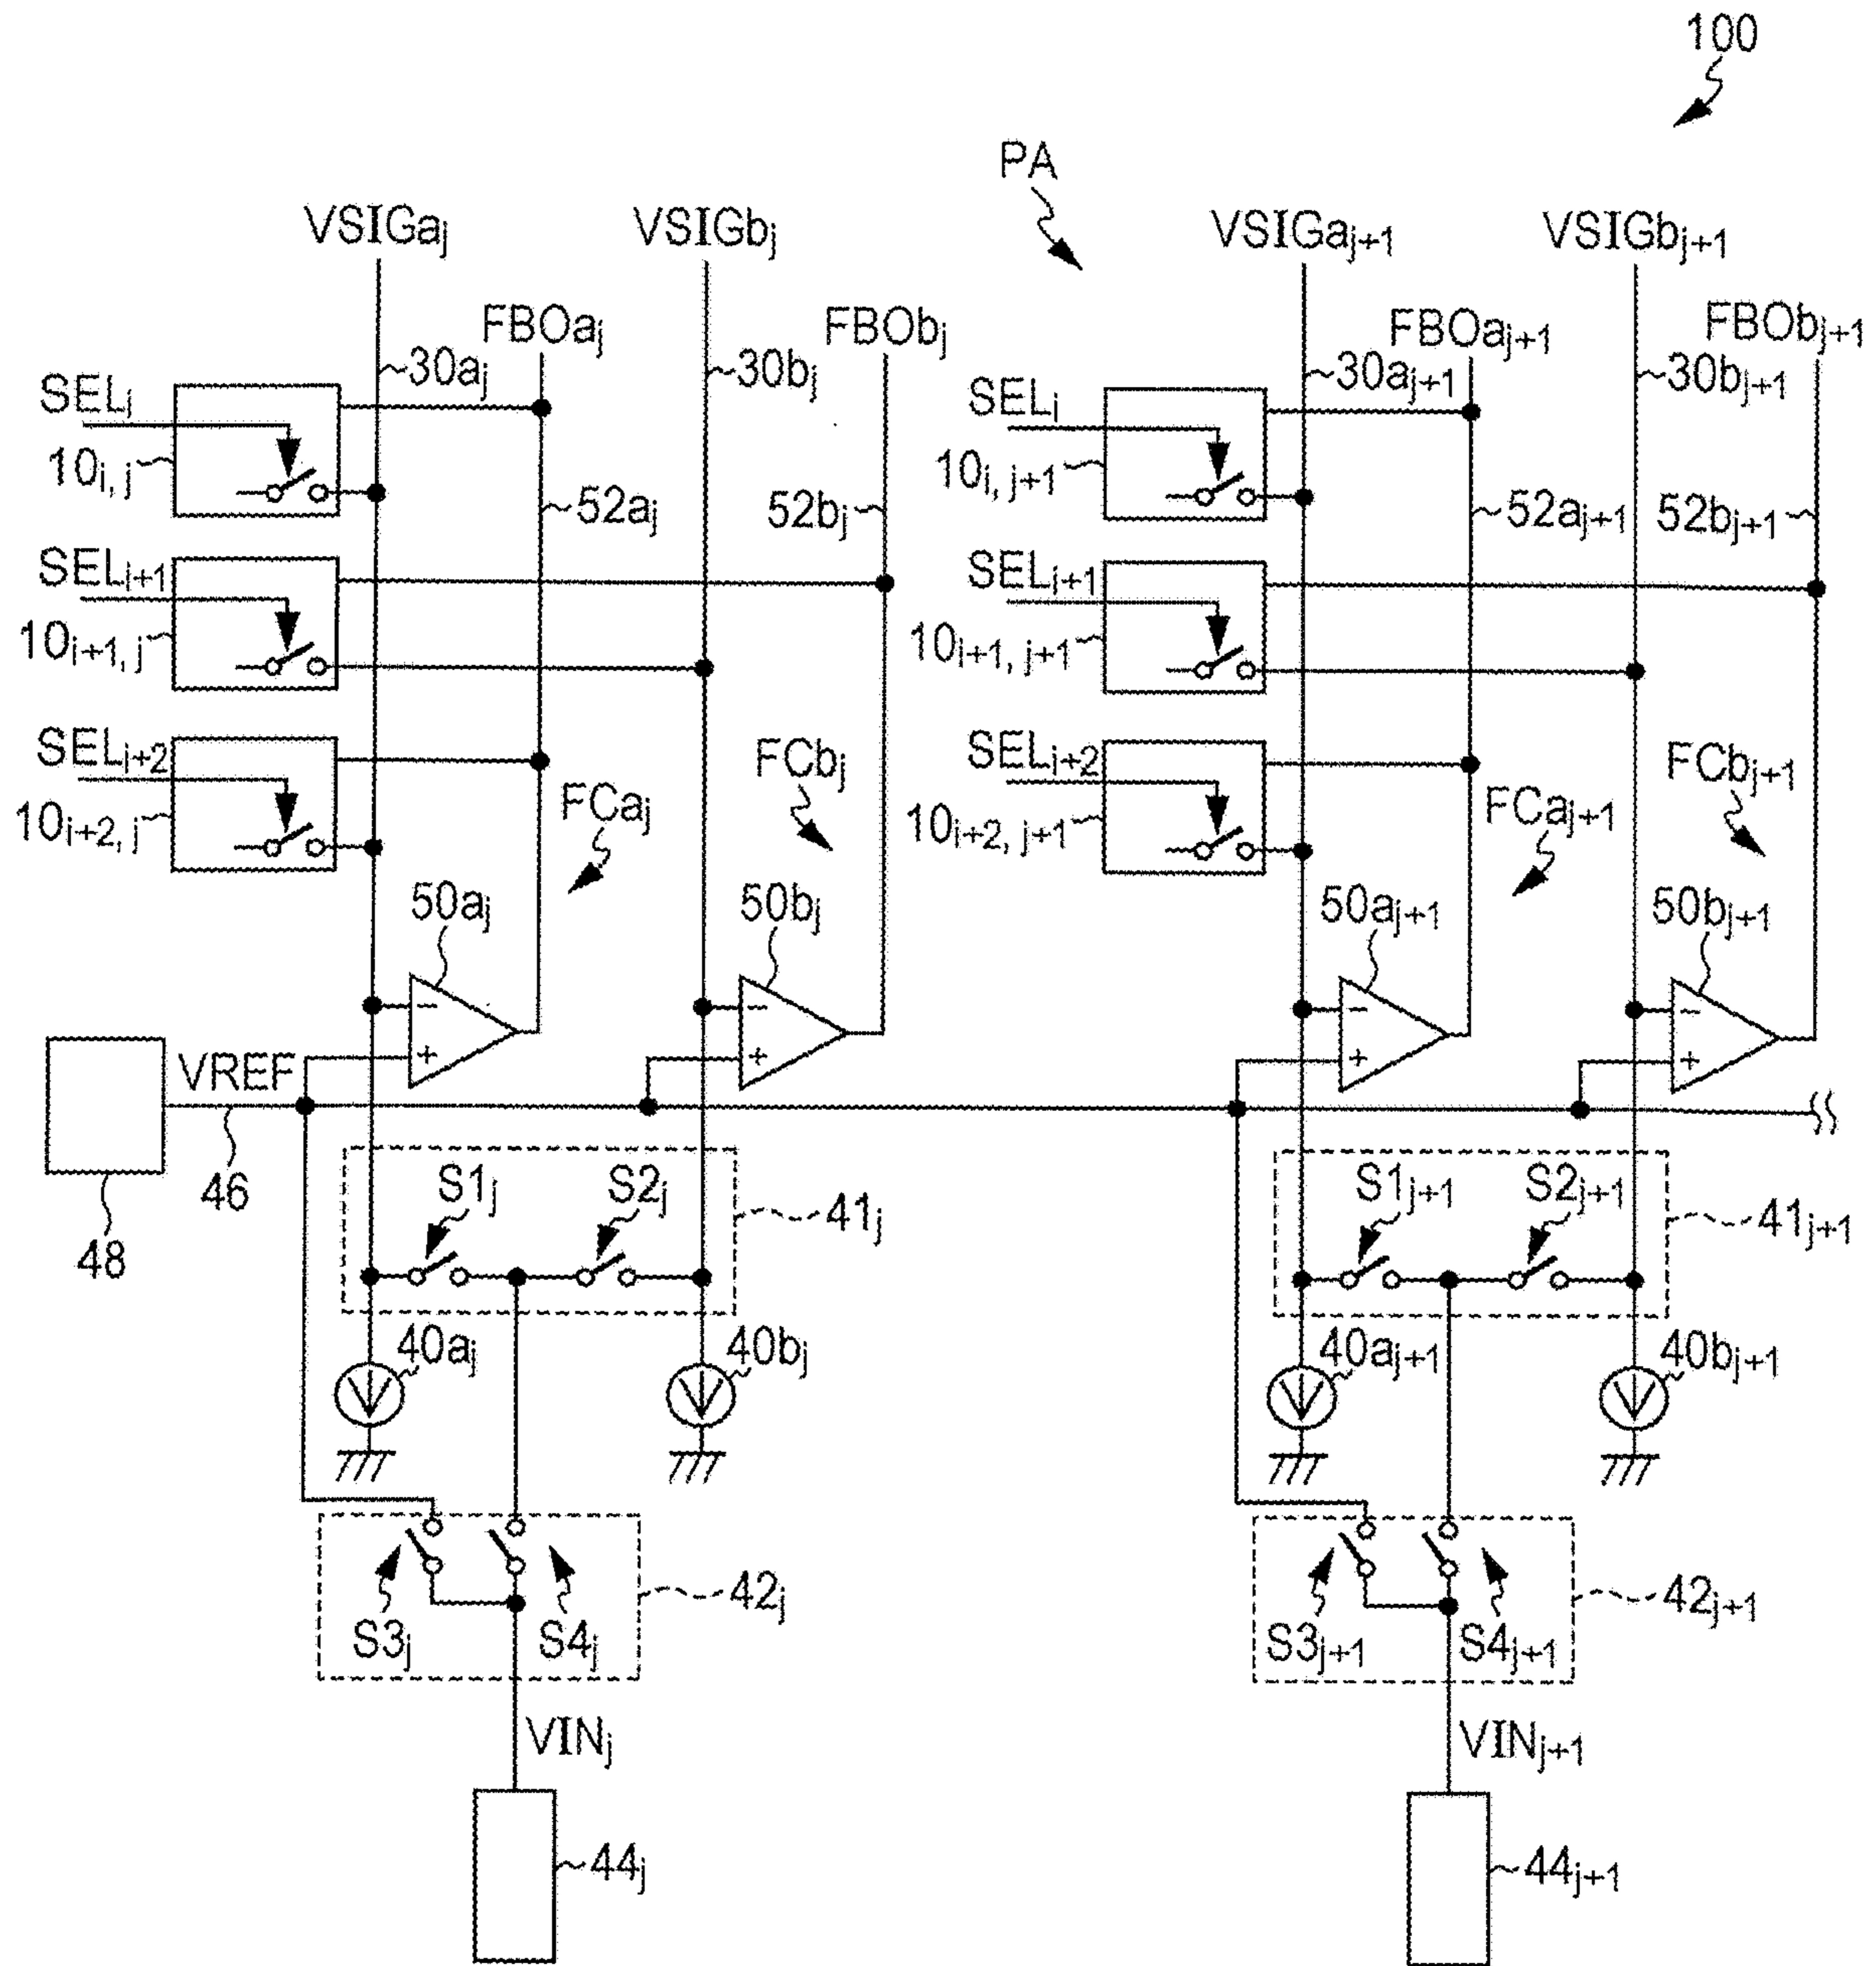 100
PA
VSIGaj
VSIGbj
VSIGaj+1
VSIGbj+1
FBOaj
FBObj
FBOaj+1
FBObj+1
30aj
30bj
30aj+1
30bj+1
SELi
SELi
10i, j
10i, j+1
52aj
52bj
52aj+1
52bj+1
SELi+1
SELi+1
10i+1, j
10i+1, j+1
SELi+2
SELi+2
10i+2, j
10i+2, j+1
FCaj
FCbj
FCaj+1
FCbj+1
50aj
50bj
50aj+1
50bj+1
−
−
−
−
+
+
+
+
VREF
46
48
S1j
S2j
41j
S1j+1
S2j+1
41j+1
40aj
40bj
40aj+1
40bj+1
S3j
S4j
42j
S3j+1
S4j+1
42j+1
VINj
VINj+1
44j
44j+1